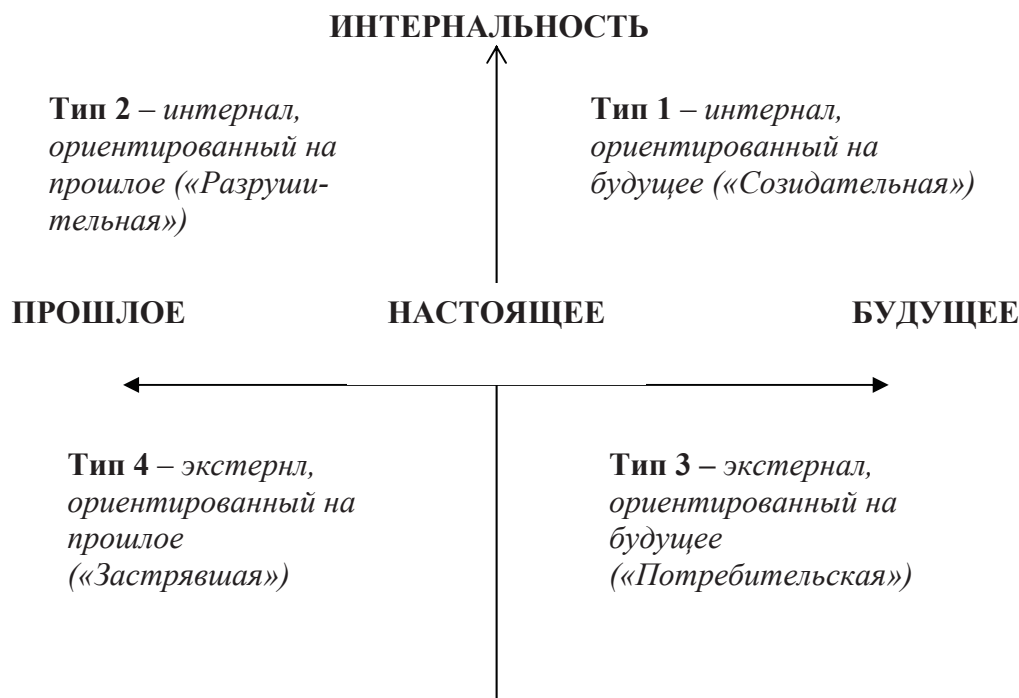 ИНТЕРНАЛЬНОСТЬ
Тип 2 – интернал,
ориентированный на
прошлое («Разруши-
тельная»)
Тип 1 – интернал,
ориентированный на
будущее («Созидательная»)
ПРОШЛОЕ НАСТОЯЩЕЕ БУДУЩЕЕ
Тип 4 – экстернл,
ориентированный на
прошлое
(«Застрявшая»)
Тип 3 – экстернал,
ориентированный на
будущее
(«Потребительская»)